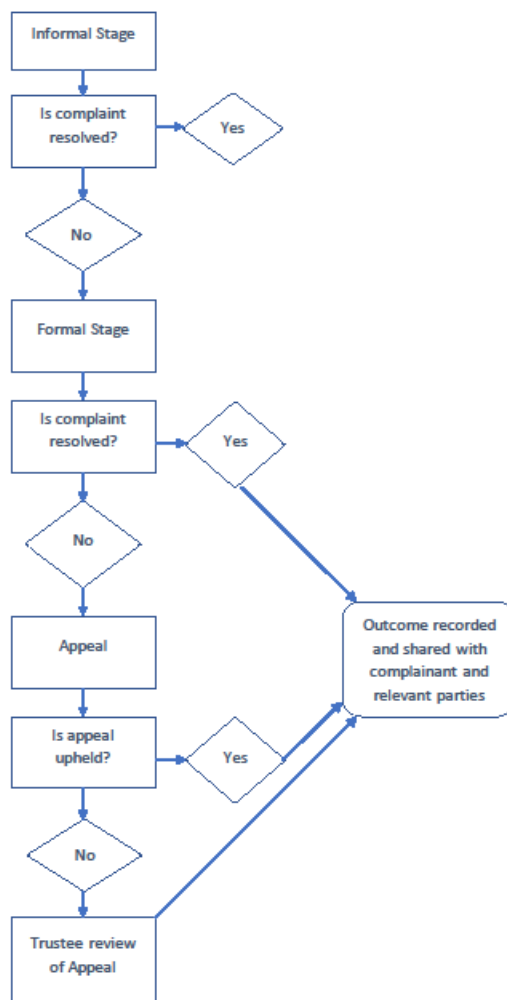 Informal Stage
Is complaint
resolved?
Yes
No
Formal Stage
Is complaint
resolved?
Yes
No
Appeal
Outcome recorded
and shared with
complainant and
relevant parties
Is appeal
upheld?
Yes
No
Trustee review
of Appeal